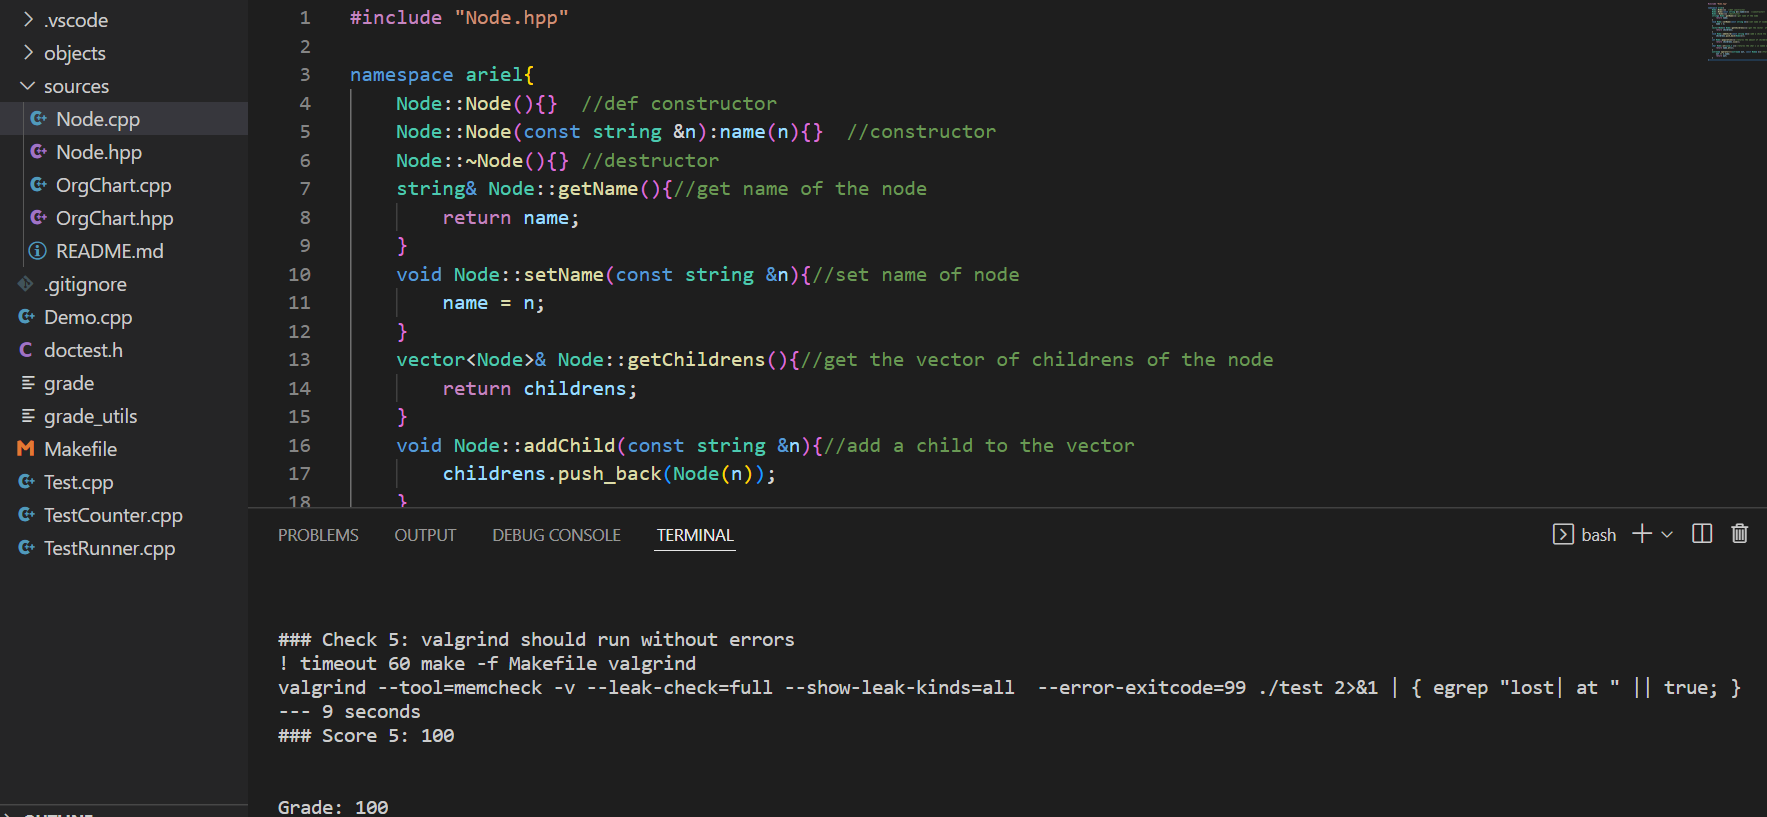 .vscode
objects
sources
Node.cpp
Node.hpp
OrgChart.cpp
OrgChart.hpp
README.md
.gitignore
Demo.cpp
doctest.h
grade
grade_utils
Makefile
Test.cpp
TestCounter.cpp
TestRunner.cpp
OUTLINE
1 #include "Node.hpp"
2
3 namespace ariel{
4 Node::Node(){}  //def constructor
5 Node::Node(const string &n):name(n){}  //constructor
6 Node::~Node(){} //destructor
7 string& Node::getName(){//get name of the node
8 return name;
9 }
10 void Node::setName(const string &n){//set name of node
11 name = n;
12 }
13 vector<Node>& Node::getChildrens(){//get the vector of childrens of the node
14 return childrens;
15 }
16 void Node::addChild(const string &n){//add a child to the vector
17 childrens.push_back(Node(n));
18 }
PROBLEMS OUTPUT DEBUG CONSOLE TERMINAL bash
### Check 5: valgrind should run without errors
! timeout 60 make -f Makefile valgrind
valgrind --tool=memcheck -v --leak-check=full --show-leak-kinds=all  --error-exitcode=99 ./test 2>&1 | { egrep "lost| at " || true; }
--- 9 seconds
### Score 5: 100
Grade: 100